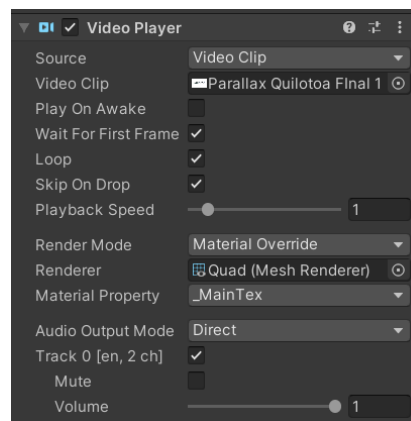 Video Player
Source Video Clip
Video Clip Parallax Quilotoa FInal 1
Play On Awake
Wait For First Frame
Loop
Skip On Drop
Playback Speed 1
Render Mode Material Override
Renderer Quad (Mesh Renderer)
Material Property _MainTex
Audio Output Mode Direct
Track 0 [en, 2 ch]
Mute
Volume 1